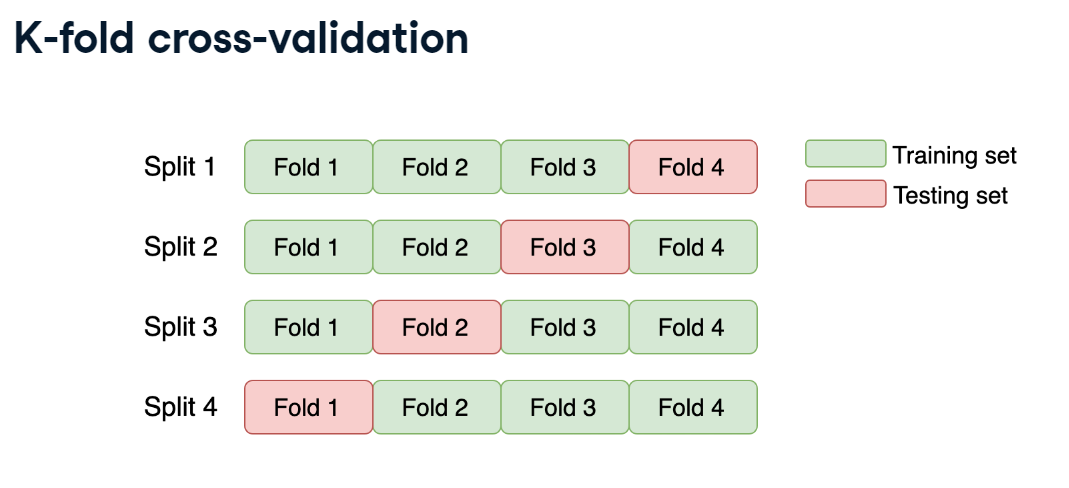 K-fold cross-validation
Split 1 Fold 1 Fold 2 Fold 3 Fold 4
Training set
Testing set
Split 2 Fold 1 Fold 2 Fold 3 Fold 4
Split 3 Fold 1 Fold 2 Fold 3 Fold 4
Split 4 Fold 1 Fold 2 Fold 3 Fold 4